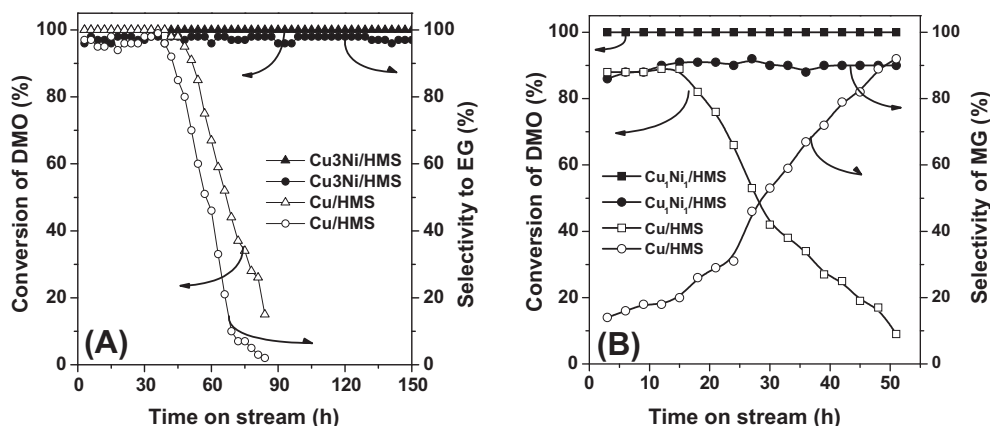 100
80
60
40
20
0
Conversion of DMO (%)
100
80
60
40
20
0
Selectivity to EG (%)
Cu3Ni/HMS
Cu3Ni/HMS
Cu/HMS
Cu/HMS
(A)
0 30 60 90 120 150
Time on stream (h)
100
80
60
40
20
0
Conversion of DMO (%)
100
80
60
40
20
0
Selectivity of MG (%)
Cu₁Ni₁/HMS
Cu₁Ni₁/HMS
Cu/HMS
Cu/HMS
(B)
0 10 20 30 40 50
Time on stream (h)